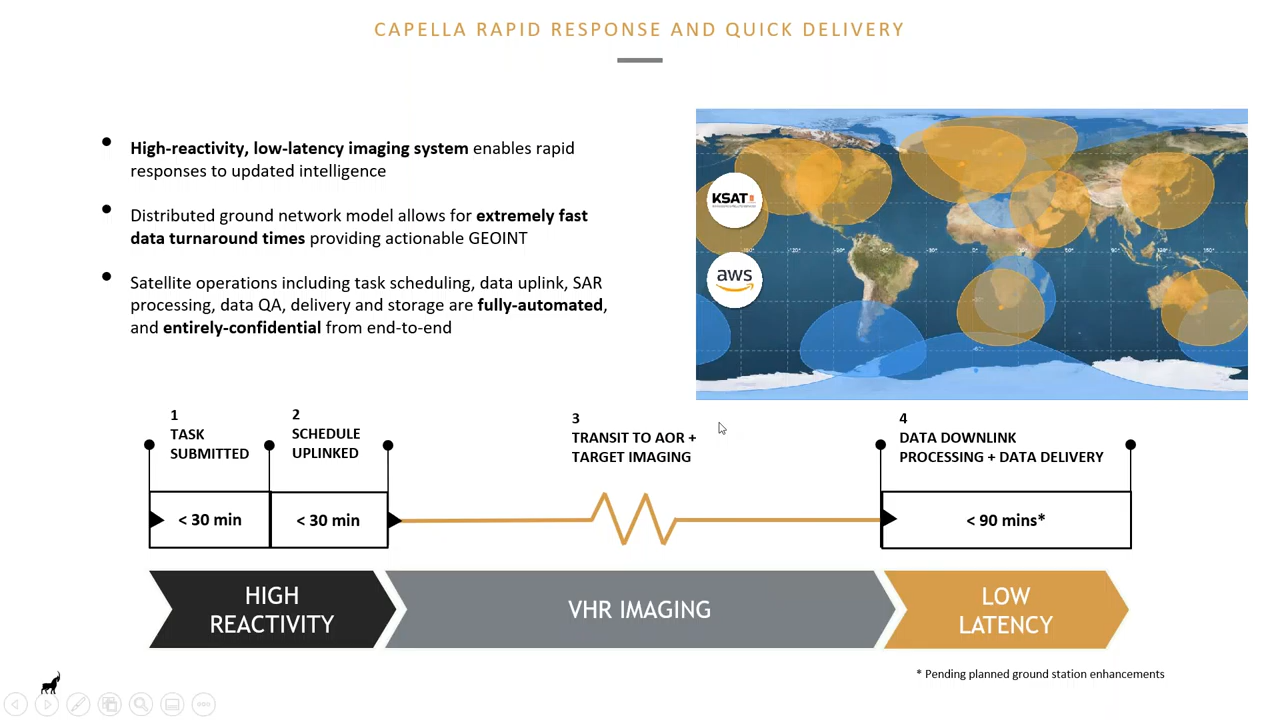 CAPELLA RAPID RESPONSE AND QUICK DELIVERY
High-reactivity, low-latency imaging system enables rapid
responses to updated intelligence
Distributed ground network model allows for extremely fast
data turnaround times providing actionable GEOINT
Satellite operations including task scheduling, data uplink, SAR
processing, data QA, delivery and storage are fully-automated,
and entirely-confidential from end-to-end
KSAT
aws
1
TASK
SUBMITTED
2
SCHEDULE
UPLINKED
3
TRANSIT TO AOR +
TARGET IMAGING
4
DATA DOWNLINK
PROCESSING + DATA DELIVERY
< 30 min
< 30 min
< 90 mins*
HIGH
REACTIVITY
VHR IMAGING
LOW
LATENCY
* Pending planned ground station enhancements